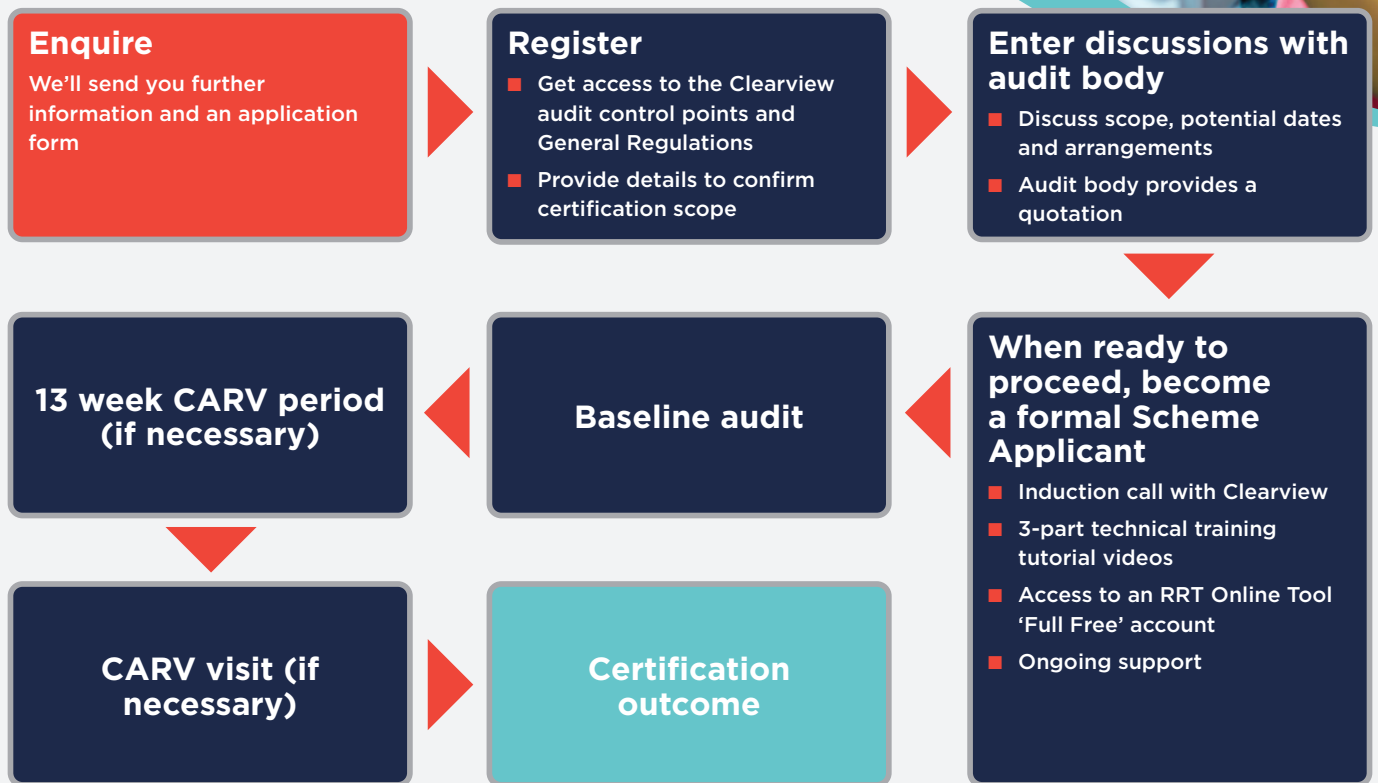 Enquire
We'll send you further
information and an application
form
Register
■ Get access to the Clearview
audit control points and
General Regulations
■ Provide details to confirm
certification scope
Enter discussions with
audit body
■ Discuss scope, potential dates
and arrangements
■ Audit body provides a
quotation
When ready to
proceed, become
a formal Scheme
Applicant
■ Induction call with Clearview
■ 3-part technical training
tutorial videos
■ Access to an RRT Online Tool
‘Full Free’ account
■ Ongoing support
Baseline audit
13 week CARV period
(if necessary)
CARV visit (if
necessary)
Certification
outcome